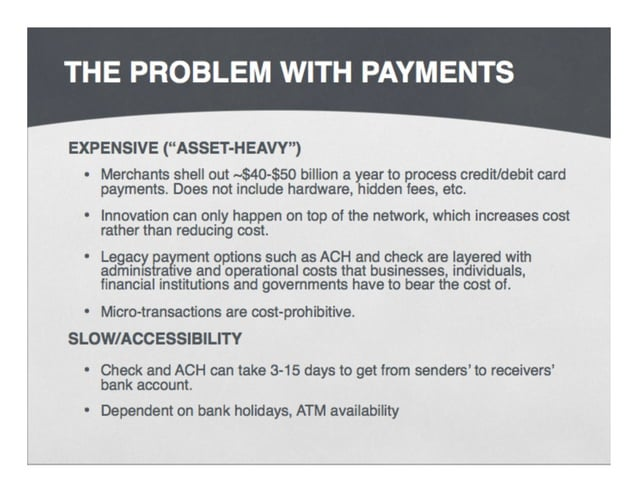 THE PROBLEM WITH PAYMENTS
EXPENSIVE (“ASSET-HEAVY”)
• Merchants shell out ~$40-$50 billion a year to process credit/debit card
payments. Does not include hardware, hidden fees, etc.
• Innovation can only happen on top of the network, which increases cost
rather than reducing cost.
• Legacy payment options such as ACH and check are layered with
administrative and operational costs that businesses, individuals,
financial institutions and governments have to bear the cost of.
• Micro-transactions are cost-prohibitive.
SLOW/ACCESSIBILITY
• Check and ACH can take 3-15 days to get from senders’ to receivers’
bank account.
• Dependent on bank holidays, ATM availability